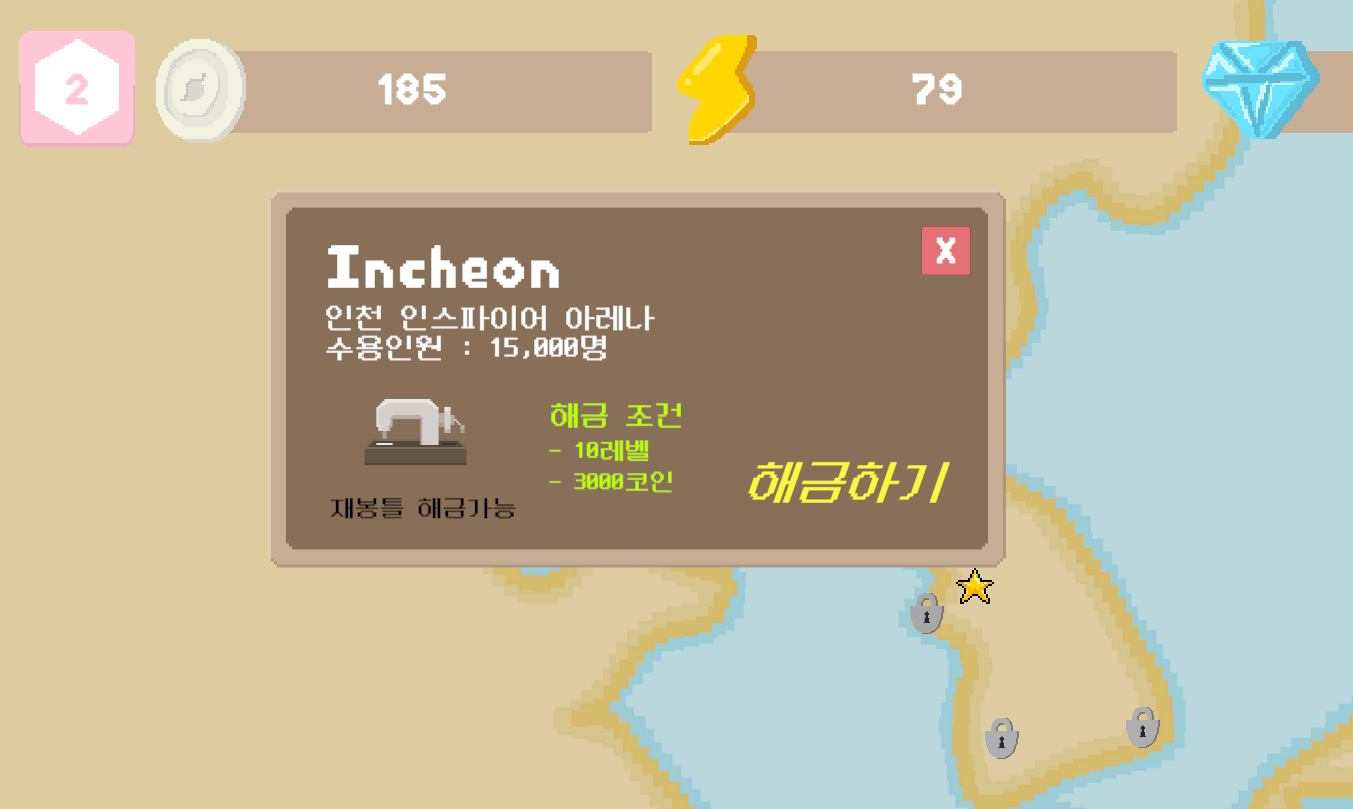 2
185
79
X
Incheon
인천 인스파이어 아레나
수용인원 : 15,000명
해금 조건
- 10레벨
- 3000코인
해금하기
재봉틀 해금가능